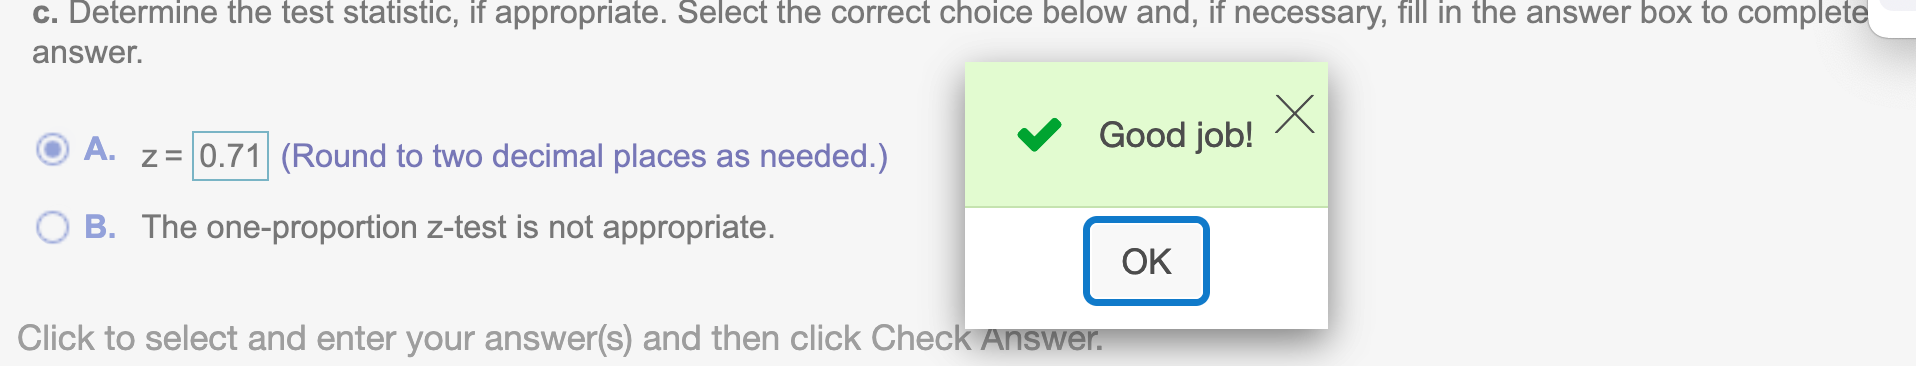 c. Determine the test statistic, if appropriate. Select the correct choice below and, if necessary, fill in the answer box to complete
answer.
Good job!
A. z = 0.71 (Round to two decimal places as needed.)
B. The one-proportion z-test is not appropriate.
OK
Click to select and enter your answer(s) and then click Check Answer.